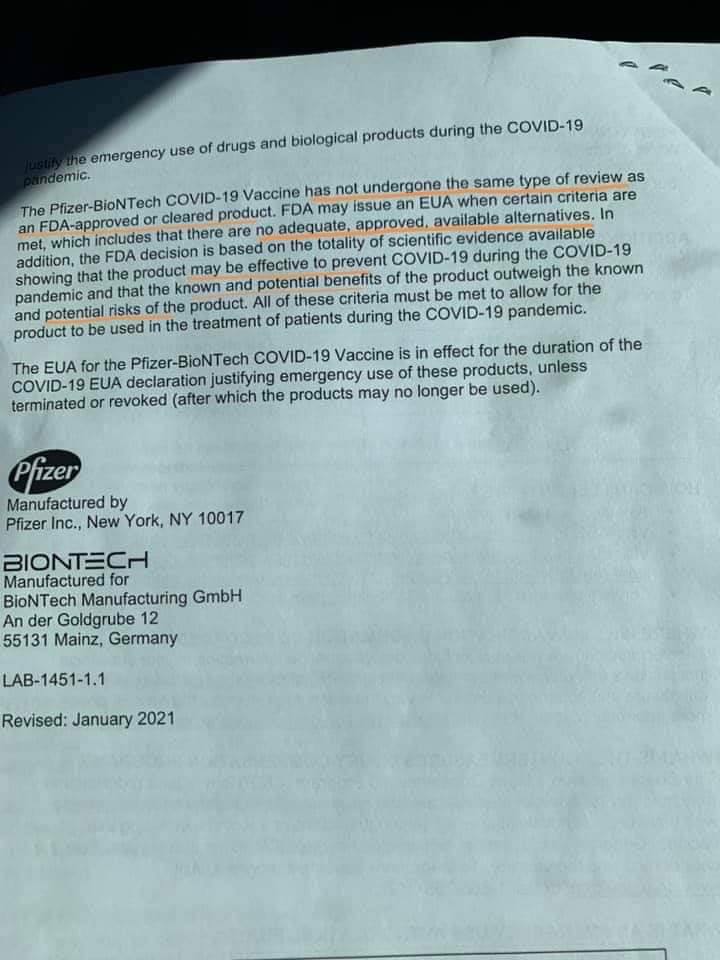 justify the emergency use of drugs and biological products during the COVID-19
pandemic.
The Pfizer-BioNTech COVID-19 Vaccine has not undergone the same type of review as
an FDA-approved or cleared product. FDA may issue an EUA when certain criteria are
met, which includes that there are no adequate, approved, available alternatives. In
addition, the FDA decision is based on the totality of scientific evidence available
showing that the product may be effective to prevent COVID-19 during the COVID-19
pandemic and that the known and potential benefits of the product outweigh the known
and potential risks of the product. All of these criteria must be met to allow for the
product to be used in the treatment of patients during the COVID-19 pandemic.
The EUA for the Pfizer-BioNTech COVID-19 Vaccine is in effect for the duration of the
COVID-19 EUA declaration justifying emergency use of these products, unless
terminated or revoked (after which the products may no longer be used).
Pfizer
Manufactured by
Pfizer Inc., New York, NY 10017
BIONTECH
Manufactured for
BioNTech Manufacturing GmbH
An der Goldgrube 12
55131 Mainz, Germany
LAB-1451-1.1
Revised: January 2021